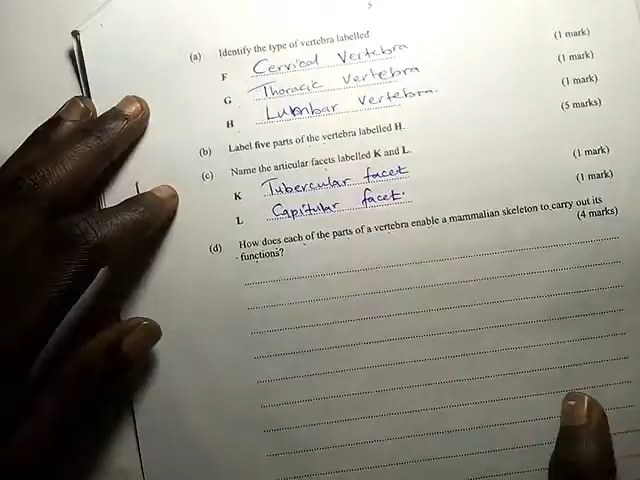 5
(a) Identify the type of vertebra labelled
F Cervical Vertebra (1 mark)
G Thoracic Vertebra (1 mark)
H Lumbar Vertebra. (1 mark)
(b) Label five parts of the vertebra labelled H. (5 marks)
(c) Name the articular facets labelled K and L.
K Tubercular facet (1 mark)
L Capitular facet (1 mark)
(d) How does each of the parts of a vertebra enable a mammalian skeleton to carry out its
functions? (4 marks)